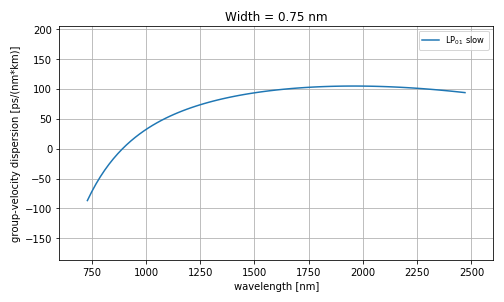 Width = 0.75 nm
LP₀₁ slow
group-velocity dispersion [ps/(nm*km)]
200
150
100
50
0
−50
−100
−150
750 1000 1250 1500 1750 2000 2250 2500
wavelength [nm]